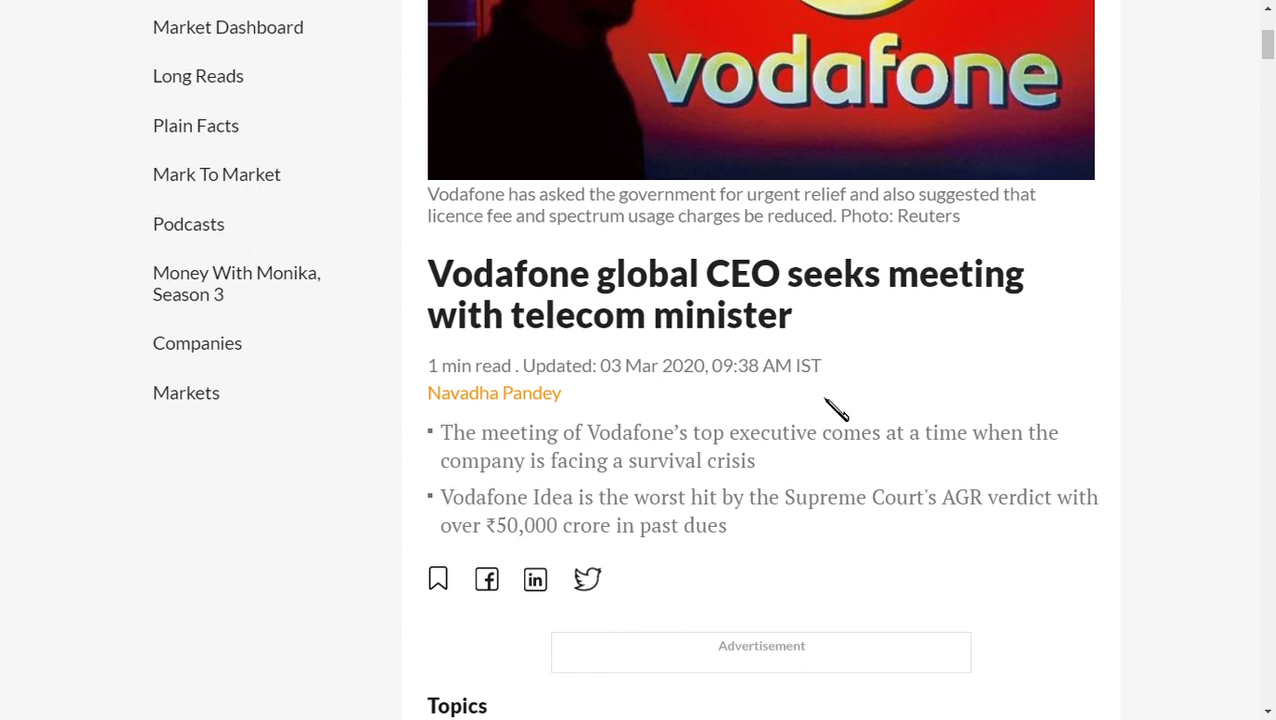 Market Dashboard
Long Reads
Plain Facts
Mark To Market
Podcasts
Money With Monika,
Season 3
Companies
Markets
vodafone
Vodafone has asked the government for urgent relief and also suggested that
licence fee and spectrum usage charges be reduced. Photo: Reuters
Vodafone global CEO seeks meeting
with telecom minister
1 min read . Updated: 03 Mar 2020, 09:38 AM IST
Navadha Pandey
▪ The meeting of Vodafone’s top executive comes at a time when the
company is facing a survival crisis
▪ Vodafone Idea is the worst hit by the Supreme Court's AGR verdict with
over ₹50,000 crore in past dues
Advertisement
Topics